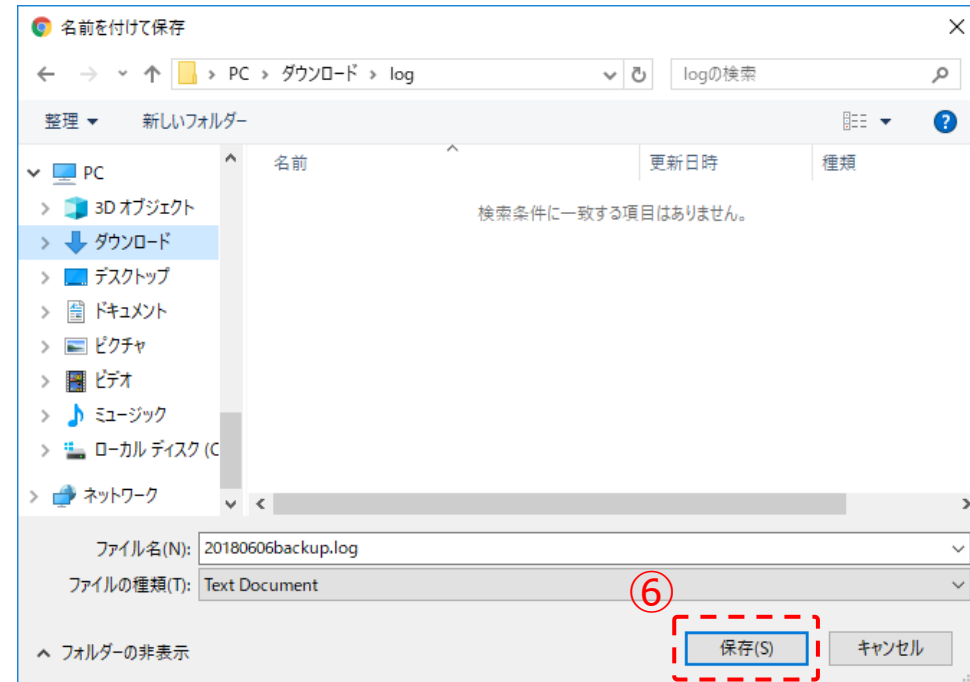 名前を付けて保存
PC > ダウンロード > log
logの検索
整理 新しいフォルダー
名前 更新日時 種類
検索条件に一致する項目はありません。
PC
3D オブジェクト
ダウンロード
デスクトップ
ドキュメント
ピクチャ
ビデオ
ミュージック
ローカル ディスク (C
ネットワーク
ファイル名(N): 20180606backup.log
ファイルの種類(T): Text Document
⑥
フォルダーの非表示 保存(S) キャンセル